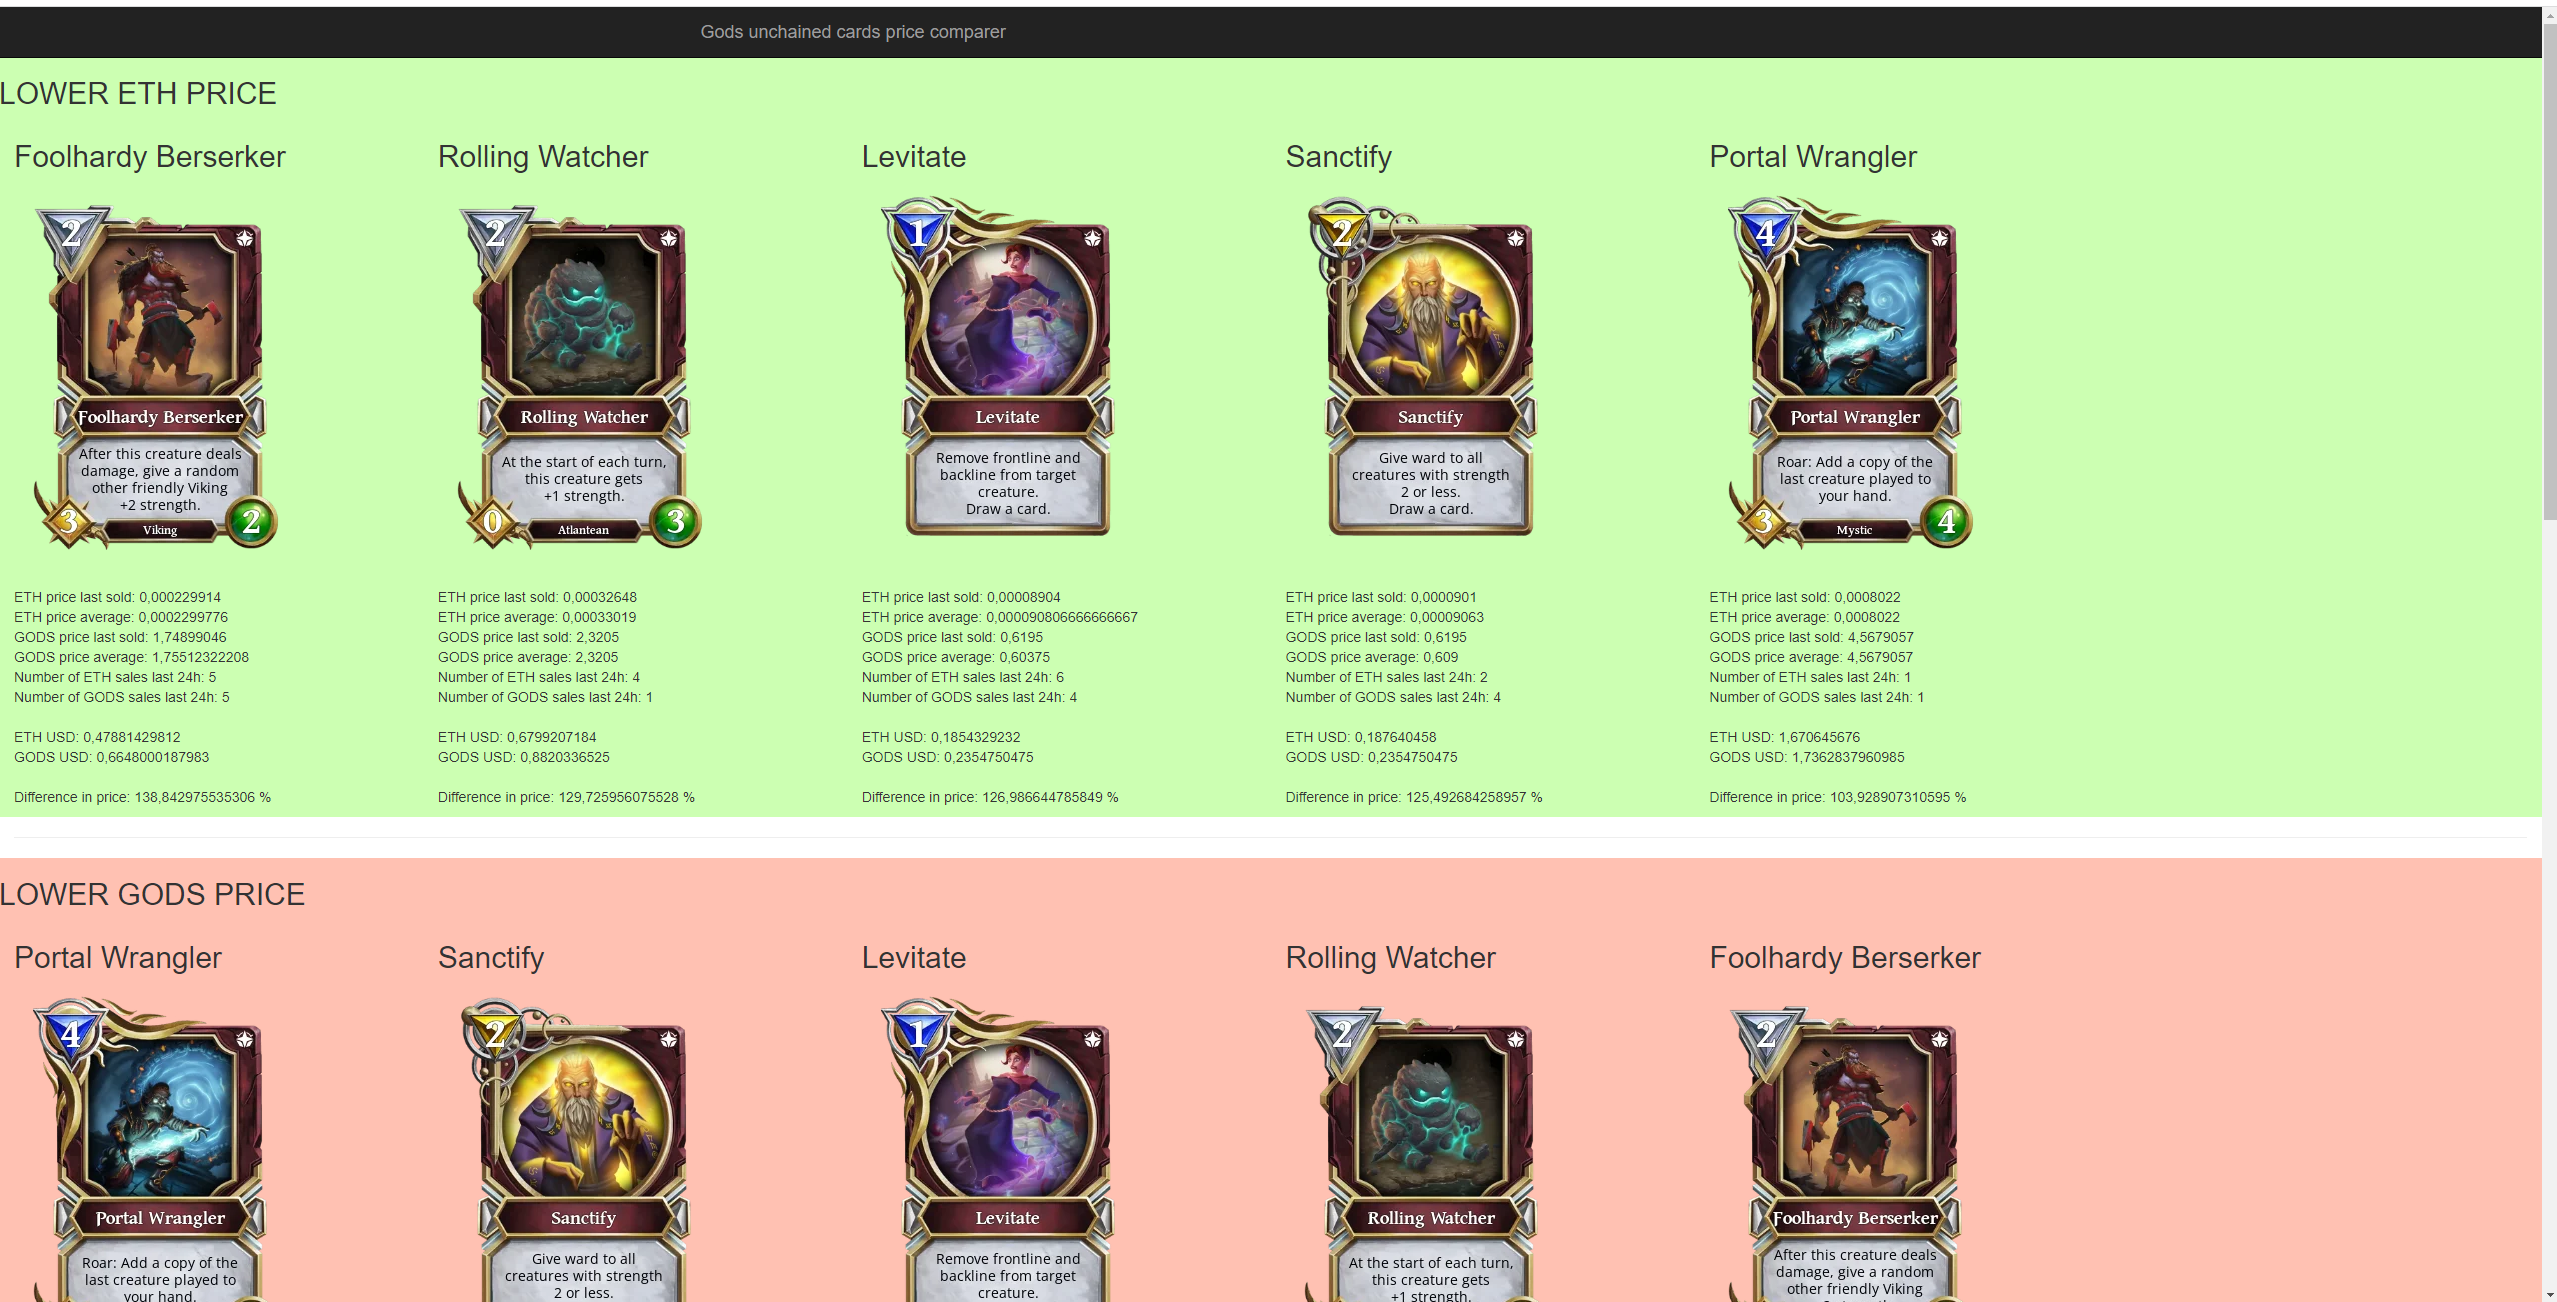 Gods unchained cards price comparer
LOWER ETH PRICE
Foolhardy Berserker
2
Foolhardy Berserker
After this creature deals
damage, give a random
other friendly Viking
+2 strength.
3
Viking
2
ETH price last sold: 0,000229914
ETH price average: 0,0002299776
GODS price last sold: 1,74899046
GODS price average: 1,75512322208
Number of ETH sales last 24h: 5
Number of GODS sales last 24h: 5
ETH USD: 0,47881429812
GODS USD: 0,6648000187983
Difference in price: 138,842975535306 %
Rolling Watcher
2
Rolling Watcher
At the start of each turn,
this creature gets
+1 strength.
0
Atlantean
3
ETH price last sold: 0,00032648
ETH price average: 0,00033019
GODS price last sold: 2,3205
GODS price average: 2,3205
Number of ETH sales last 24h: 4
Number of GODS sales last 24h: 1
ETH USD: 0,6799207184
GODS USD: 0,8820336525
Difference in price: 129,725956075528 %
Levitate
1
Levitate
Remove frontline and
backline from target
creature.
Draw a card.
ETH price last sold: 0,00008904
ETH price average: 0,000090806666666667
GODS price last sold: 0,6195
GODS price average: 0,60375
Number of ETH sales last 24h: 6
Number of GODS sales last 24h: 4
ETH USD: 0,1854329232
GODS USD: 0,2354750475
Difference in price: 126,986644785849 %
Sanctify
2
Sanctify
Give ward to all
creatures with strength
2 or less.
Draw a card.
ETH price last sold: 0,0000901
ETH price average: 0,00009063
GODS price last sold: 0,6195
GODS price average: 0,609
Number of ETH sales last 24h: 2
Number of GODS sales last 24h: 4
ETH USD: 0,187640458
GODS USD: 0,2354750475
Difference in price: 125,492684258957 %
Portal Wrangler
4
Portal Wrangler
Roar: Add a copy of the
last creature played to
your hand.
3
Mystic
4
ETH price last sold: 0,0008022
ETH price average: 0,0008022
GODS price last sold: 4,5679057
GODS price average: 4,5679057
Number of ETH sales last 24h: 1
Number of GODS sales last 24h: 1
ETH USD: 1,670645676
GODS USD: 1,7362837960985
Difference in price: 103,928907310595 %
LOWER GODS PRICE
Portal Wrangler
4
Portal Wrangler
Roar: Add a copy of the
last creature played to
your hand.
Sanctify
2
Sanctify
Give ward to all
creatures with strength
2 or less.
Levitate
1
Levitate
Remove frontline and
backline from target
creature.
Rolling Watcher
2
Rolling Watcher
At the start of each turn,
this creature gets
+1 strength.
Foolhardy Berserker
2
Foolhardy Berserker
After this creature deals
damage, give a random
other friendly Viking